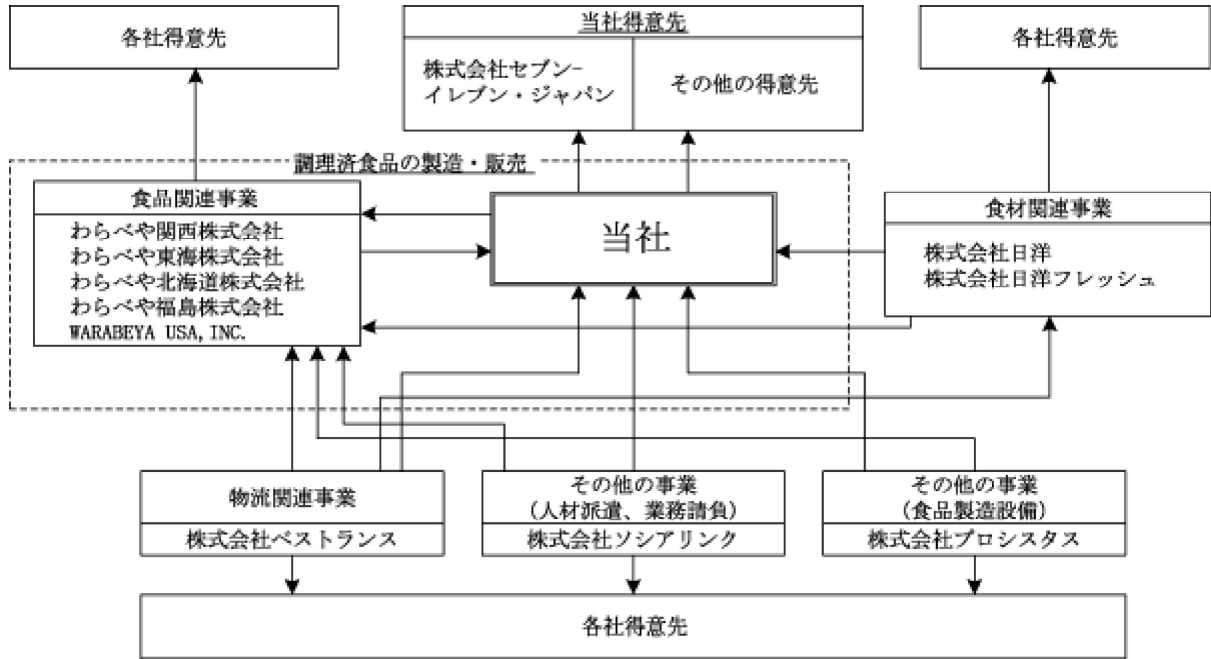 各社得意先
当社得意先
株式会社セブン-
イレブン・ジャパン
その他の得意先
各社得意先
調理済食品の製造・販売
食品関連事業
わらべや関西株式会社
わらべや東海株式会社
わらべや北海道株式会社
わらべや福島株式会社
WARABEYA USA,INC.
当社
食材関連事業
株式会社日洋
株式会社日洋フレッシュ
物流関連事業
株式会社ベストランス
その他の事業
(人材派遣、業務請負)
株式会社ソシアリンク
その他の事業
(食品製造設備)
株式会社プロシスタス
各社得意先